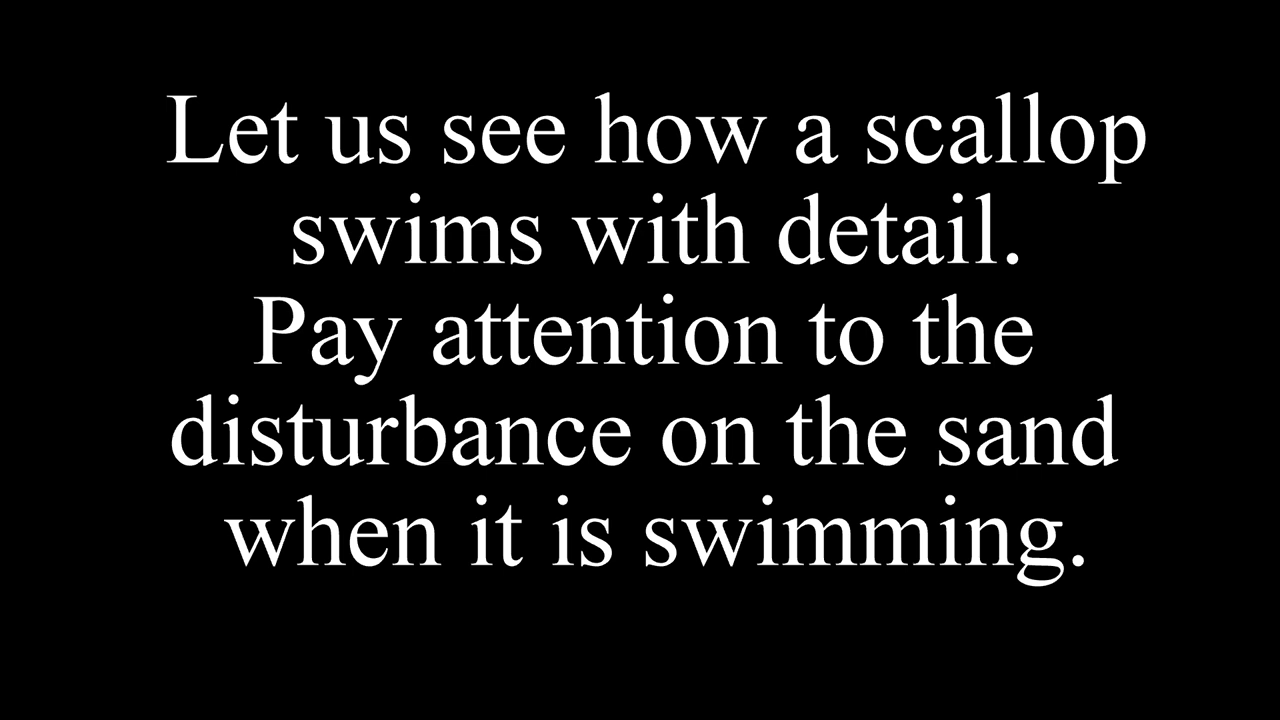 Let us see how a scallop
swims with detail.
Pay attention to the
disturbance on the sand
when it is swimming.